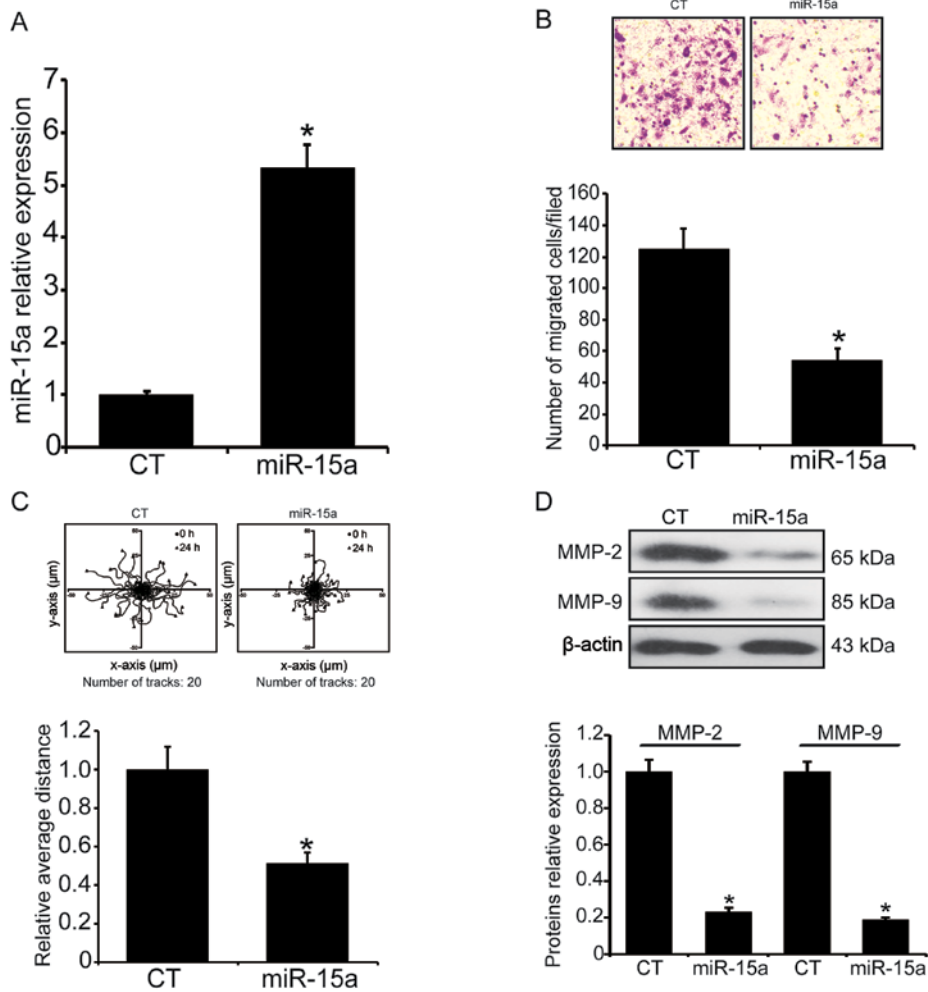 A
miR-15a relative expression
7
6
5
4
3
2
1
0
*
CT
miR-15a
B
CT
miR-15a
Number of migrated cells/filed
160
140
120
100
80
60
40
20
0
*
CT
miR-15a
C
CT
miR-15a
•0 h
24 h
•0 h
24 h
y-axis (µm)
y-axis (µm)
x-axis (µm)
x-axis (µm)
Number of tracks: 20
Number of tracks: 20
Relative average distance
1.2
1.0
0.8
0.6
0.4
0.2
0
*
CT
miR-15a
D
CT
miR-15a
MMP-2
65 kDa
MMP-9
85 kDa
β-actin
43 kDa
Proteins relative expression
1.2
1.0
0.8
0.6
0.4
0.2
0
MMP-2
MMP-9
*
*
CT
miR-15a
CT
miR-15a